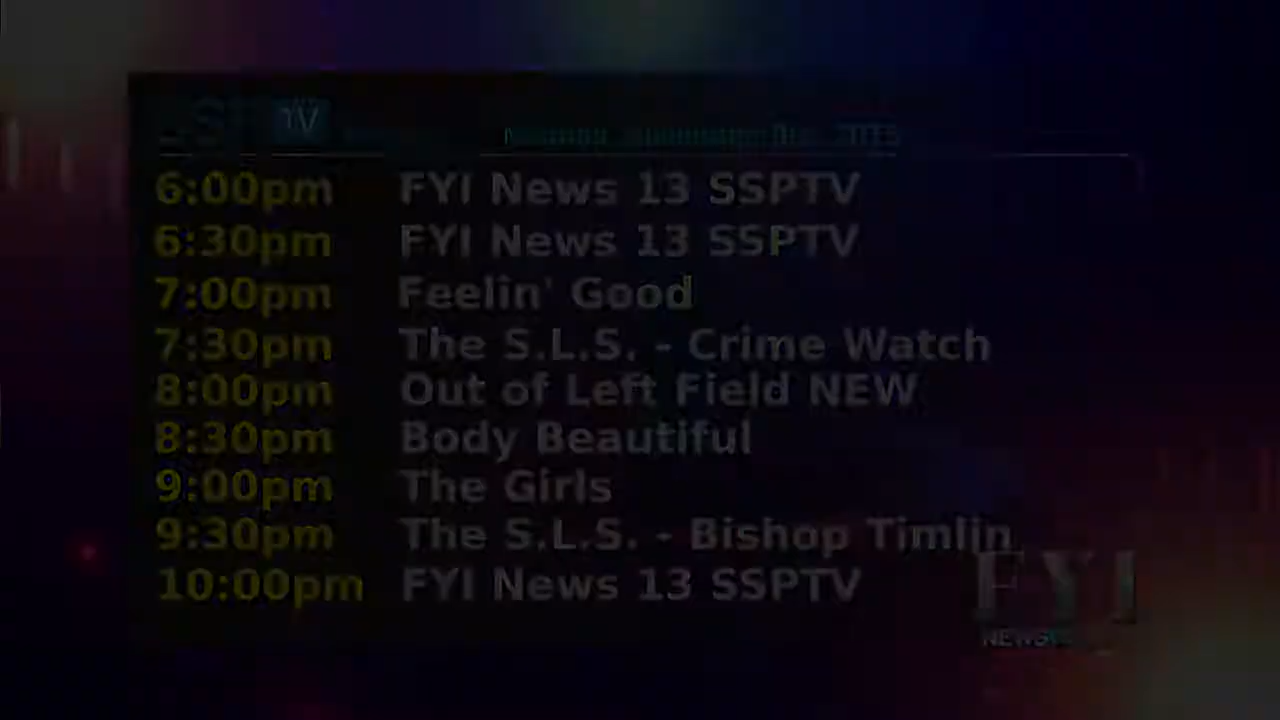 TV
6:00pm FYI News 13 SSPTV
6:30pm FYI News 13 SSPTV
7:00pm Feelin' Good
7:30pm The S.L.S. - Crime Watch
8:00pm Out of Left Field NEW
8:30pm Body Beautiful
9:00pm The Girls
9:30pm The S.L.S. - Bishop Timlin
10:00pm FYI News 13 SSPTV
FYI